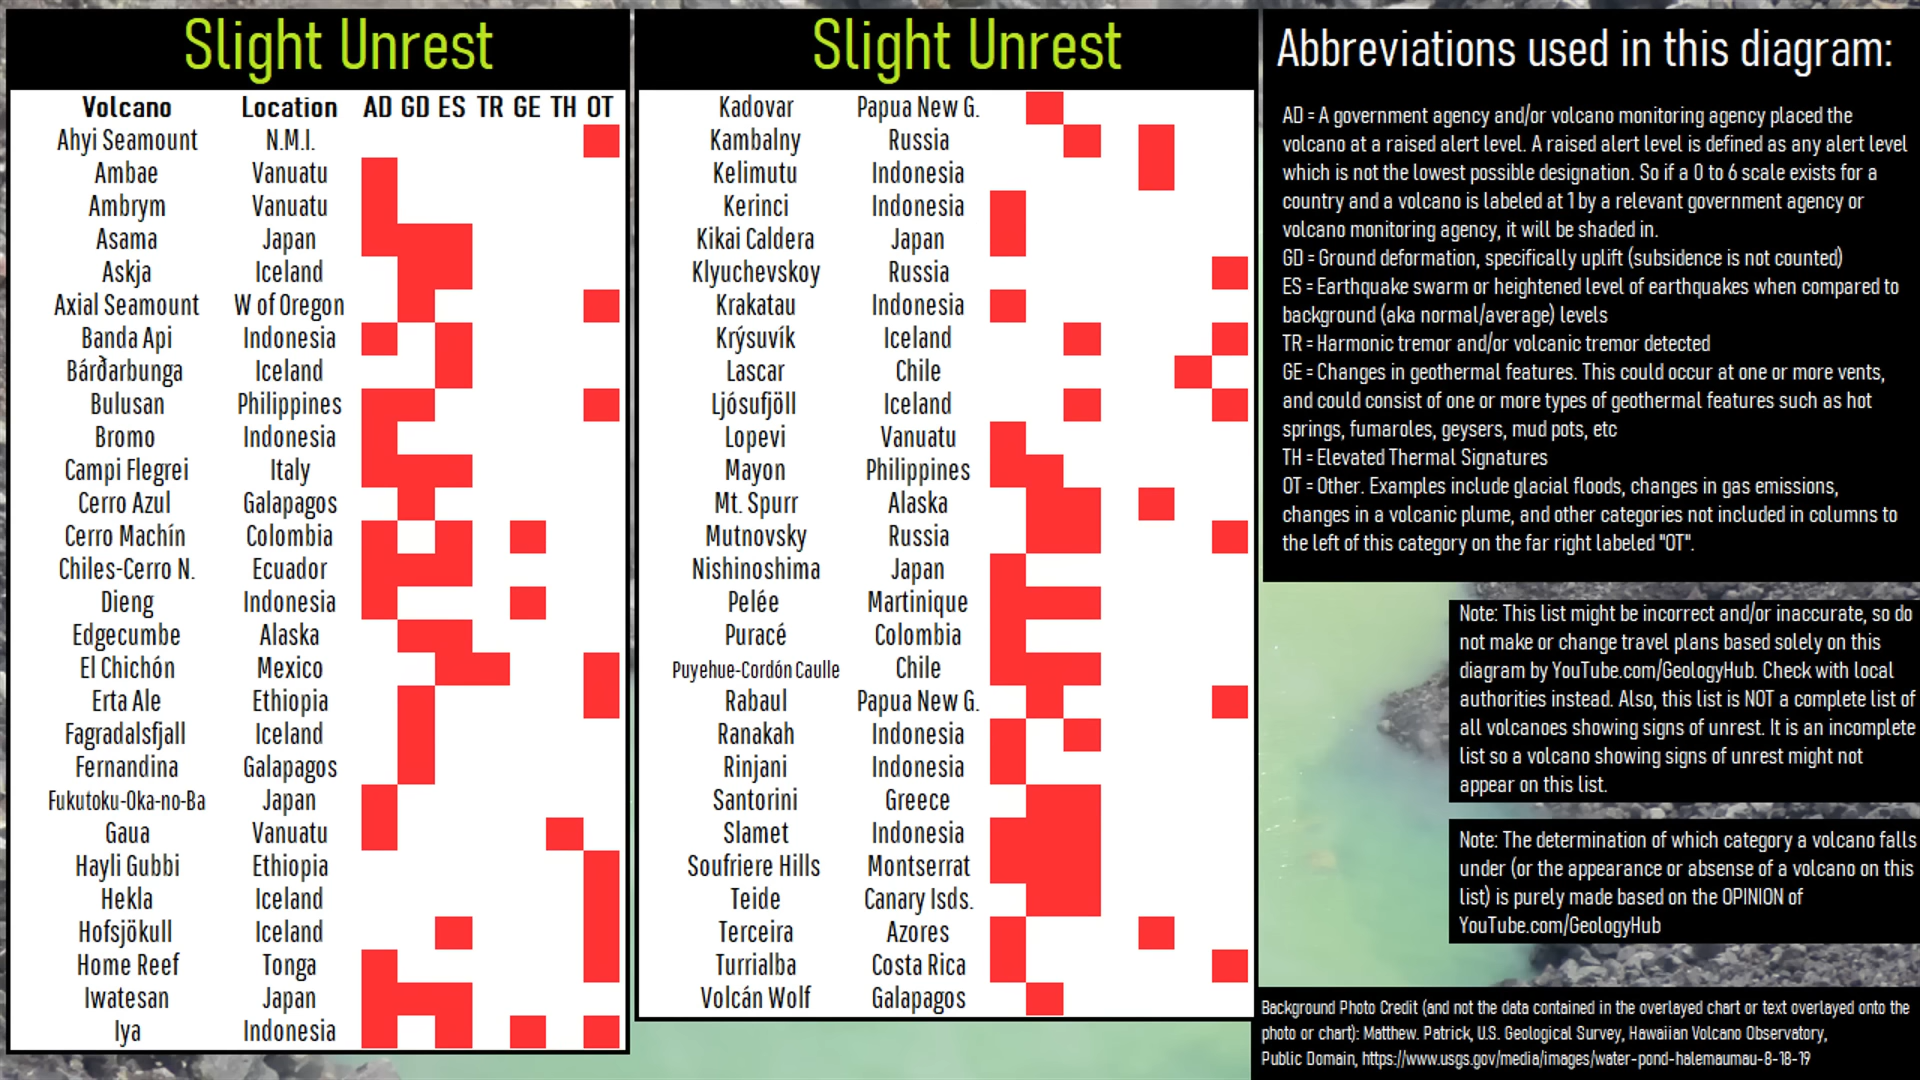 Slight Unrest
Volcano Location AD GD ES TR GE TH OT
Ahyi Seamount N.M.I.
Ambae Vanuatu
Ambrym Vanuatu
Asama Japan
Askja Iceland
Axial Seamount W of Oregon
Banda Api Indonesia
Bárðarbunga Iceland
Bulusan Philippines
Bromo Indonesia
Campi Flegrei Italy
Cerro Azul Galapagos
Cerro Machín Colombia
Chiles-Cerro N. Ecuador
Dieng Indonesia
Edgecumbe Alaska
El Chichón Mexico
Erta Ale Ethiopia
Fagradalsfjall Iceland
Fernandina Galapagos
Fukutoku-Oka-no-Ba Japan
Gaua Vanuatu
Hayli Gubbi Ethiopia
Hekla Iceland
Hofsjökull Iceland
Home Reef Tonga
Iwatesan Japan
Iya Indonesia
Slight Unrest
Kadovar Papua New G.
Kambalny Russia
Kelimutu Indonesia
Kerinci Indonesia
Kikai Caldera Japan
Klyuchevskoy Russia
Krakatau Indonesia
Krýsuvík Iceland
Lascar Chile
Ljósufjöll Iceland
Lopevi Vanuatu
Mayon Philippines
Mt. Spurr Alaska
Mutnovsky Russia
Nishinoshima Japan
Pelée Martinique
Puracé Colombia
Puyehue-Cordón Caulle Chile
Rabaul Papua New G.
Ranakah Indonesia
Rinjani Indonesia
Santorini Greece
Slamet Indonesia
Soufriere Hills Montserrat
Teide Canary Isds.
Terceira Azores
Turrialba Costa Rica
Volcán Wolf Galapagos
Abbreviations used in this diagram:
AD = A government agency and/or volcano monitoring agency placed the
volcano at a raised alert level. A raised alert level is defined as any alert level
which is not the lowest possible designation. So if a 0 to 6 scale exists for a
country and a volcano is labeled at 1 by a relevant government agency or
volcano monitoring agency, it will be shaded in.
GD = Ground deformation, specifically uplift (subsidence is not counted)
ES = Earthquake swarm or heightened level of earthquakes when compared to
background (aka normal/average) levels
TR = Harmonic tremor and/or volcanic tremor detected
GE = Changes in geothermal features. This could occur at one or more vents,
and could consist of one or more types of geothermal features such as hot
springs, fumaroles, geysers, mud pots, etc
TH = Elevated Thermal Signatures
OT = Other. Examples include glacial floods, changes in gas emissions,
changes in a volcanic plume, and other categories not included in columns to
the left of this category on the far right labeled "OT".
Note: This list might be incorrect and/or inaccurate, so do
not make or change travel plans based solely on this
diagram by YouTube.com/GeologyHub. Check with local
authorities instead. Also, this list is NOT a complete list of
all volcanoes showing signs of unrest. It is an incomplete
list so a volcano showing signs of unrest might not
appear on this list.
Note: The determination of which category a volcano falls
under (or the appearance or absense of a volcano on this
list) is purely made based on the OPINION of
YouTube.com/GeologyHub
Background Photo Credit (and not the data contained in the overlayed chart or text overlayed onto the
photo or chart): Matthew. Patrick, U.S. Geological Survey, Hawaiian Volcano Observatory,
Public Domain, https://www.usgs.gov/media/images/water-pond-halemaumau-8-18-19